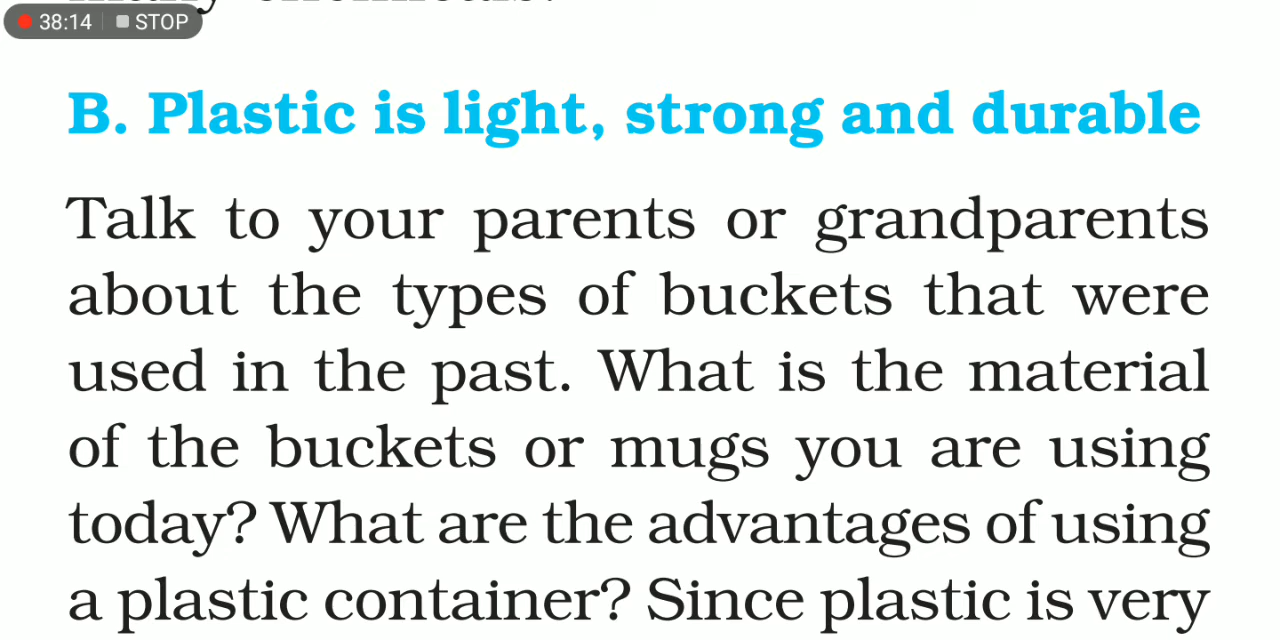 38:14 STOP
B. Plastic is light, strong and durable
Talk to your parents or grandparents
about the types of buckets that were
used in the past. What is the material
of the buckets or mugs you are using
today? What are the advantages of using
a plastic container? Since plastic is very